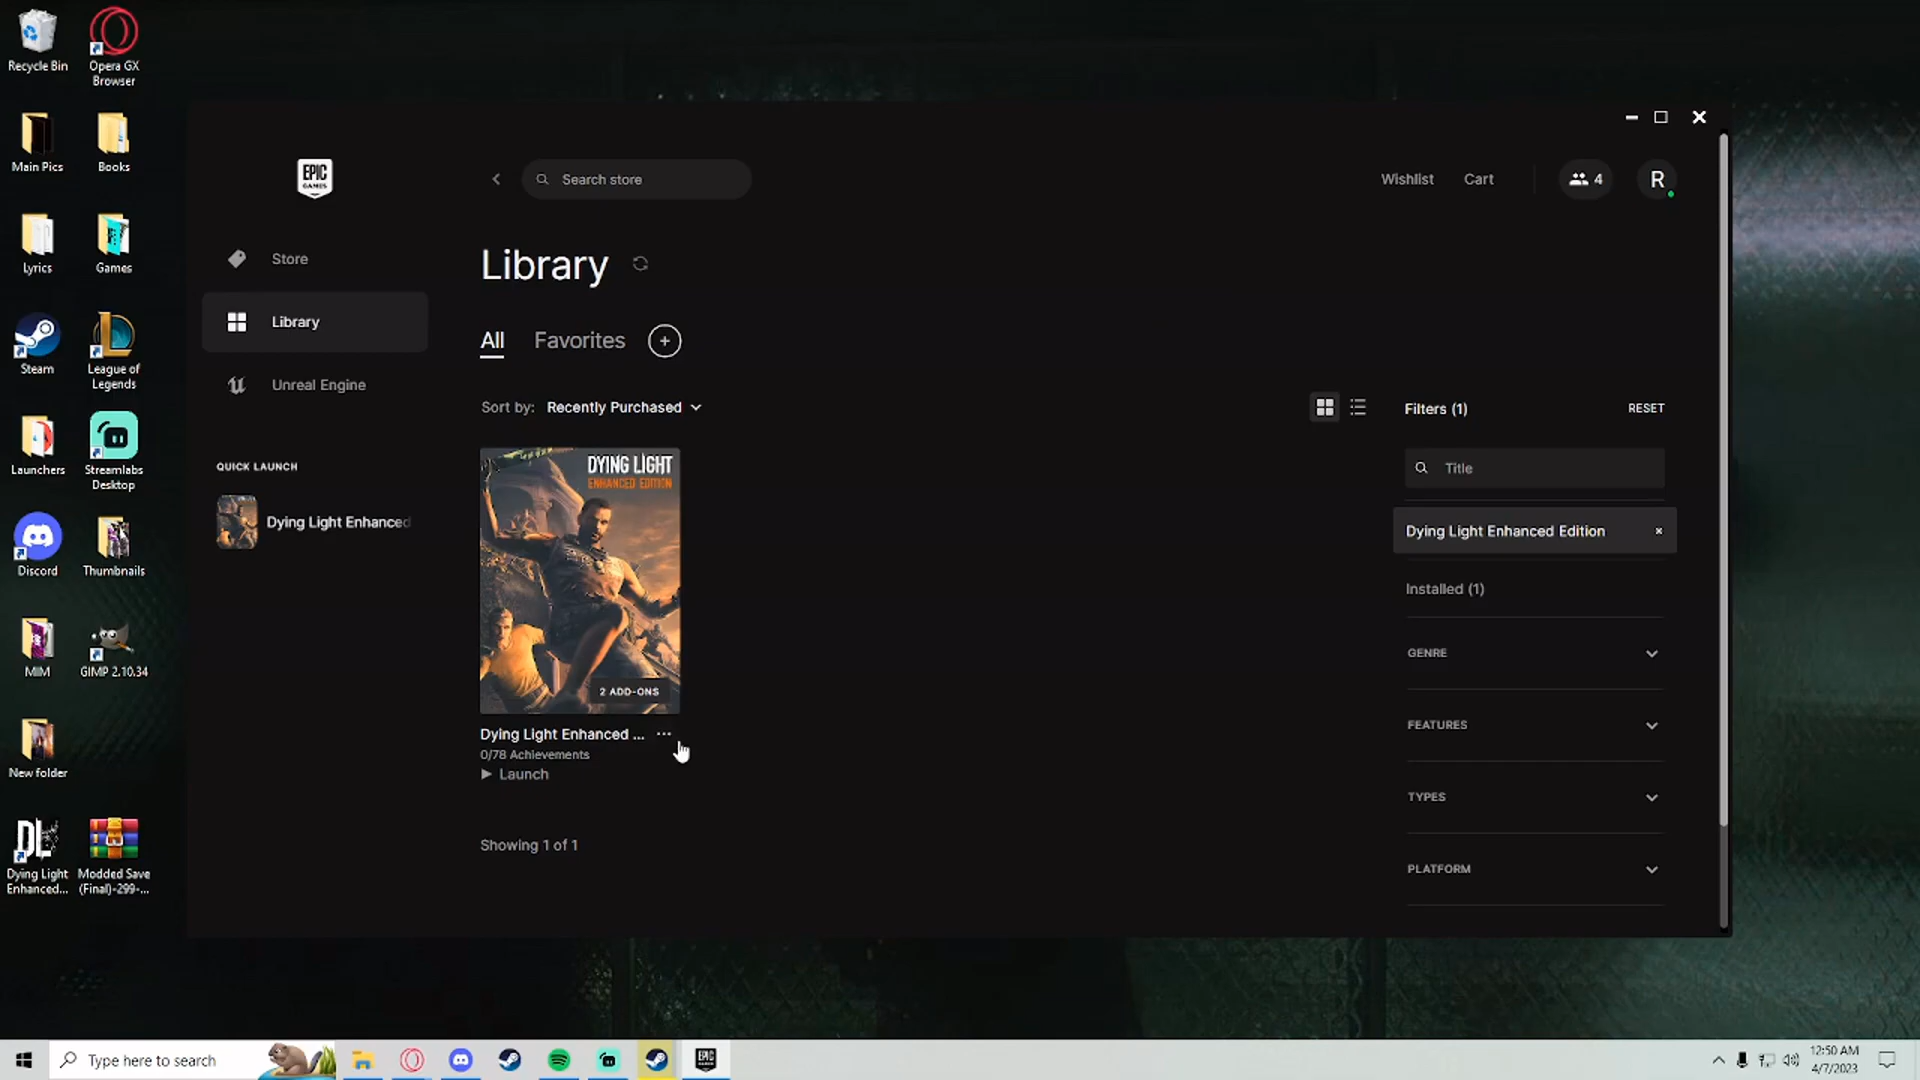 Recycle Bin
Opera GX
Browser
Main Pics
Books
Lyrics
Games
Steam
League of
Legends
Launchers
Streamlabs
Desktop
Discord
Thumbnails
MIM
GIMP 2.10.34
New folder
DL
Dying Light
Enhanced...
Modded Save
(Final)-299-...
EPIC
GAMES
Search store
Wishlist
Cart
4
R
Store
Library
Unreal Engine
QUICK LAUNCH
Dying Light Enhanced
Library
All
Favorites
+
Sort by: Recently Purchased
DYING LIGHT
ENHANCED EDITION
2 ADD-ONS
Dying Light Enhanced ...
0/78 Achievements
Launch
Showing 1 of 1
Filters (1)
RESET
Title
Dying Light Enhanced Edition
Installed (1)
GENRE
FEATURES
TYPES
PLATFORM
Type here to search
EPIC
GAMES
12:50 AM
4/7/2023